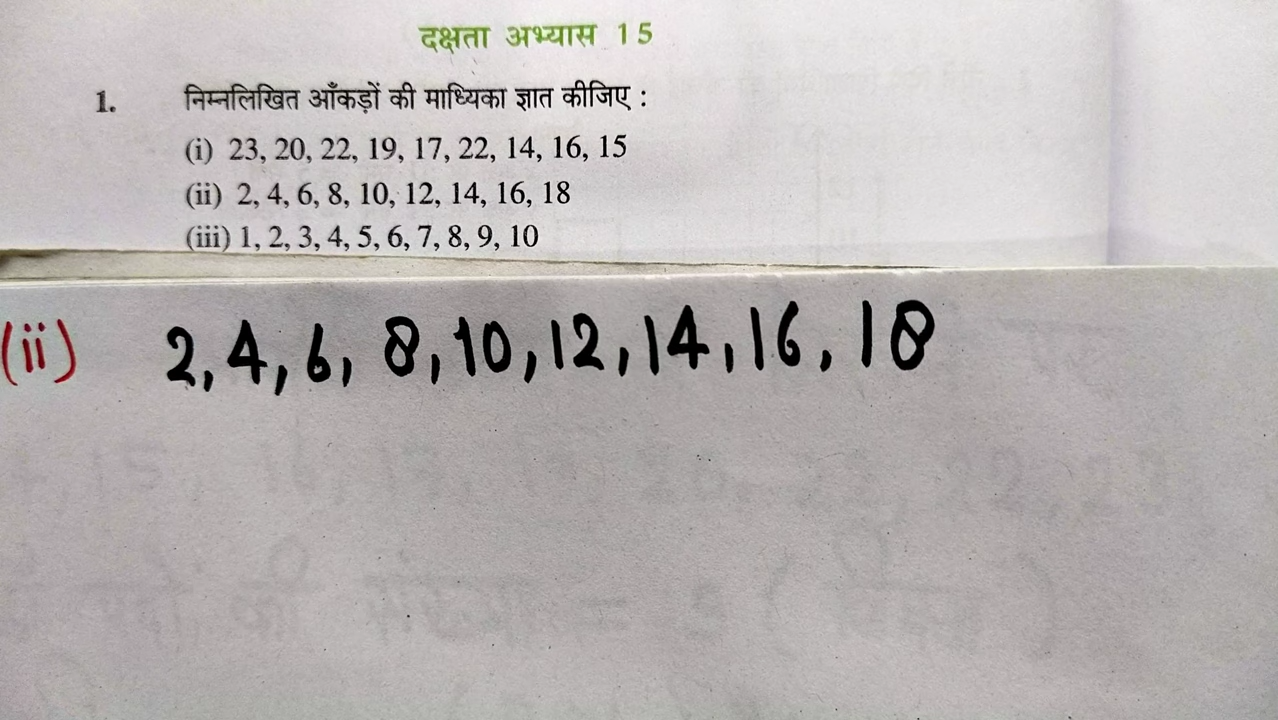 दक्षता अभ्यास 15
1. निम्नलिखित आँकड़ों की माध्यिका ज्ञात कीजिए :
(i) 23, 20, 22, 19, 17, 22, 14, 16, 15
(ii) 2, 4, 6, 8, 10, 12, 14, 16, 18
(iii) 1, 2, 3, 4, 5, 6, 7, 8, 9, 10
(ii) 2, 4, 6, 8, 10, 12, 14, 16, 18